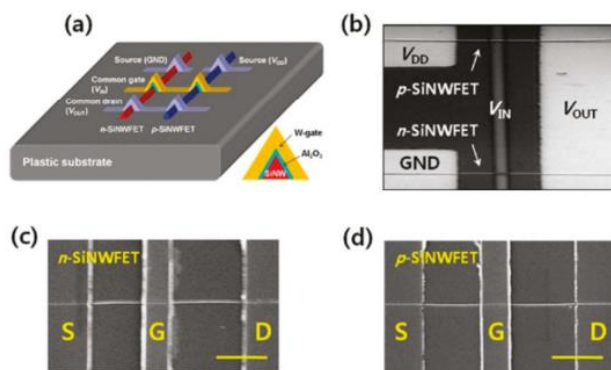 (a)
Source (GND)
Source (V_DD)
Common gate
(V_IN)
Common drain
(V_OUT)
n-SiNWFET p-SiNWFET
W-gate
Al₂O₃
SiNW
Plastic substrate
(b)
V_DD
p-SiNWFET
V_IN
V_OUT
n-SiNWFET
GND
(c)
n-SiNWFET
S G D
(d)
p-SiNWFET
S G D